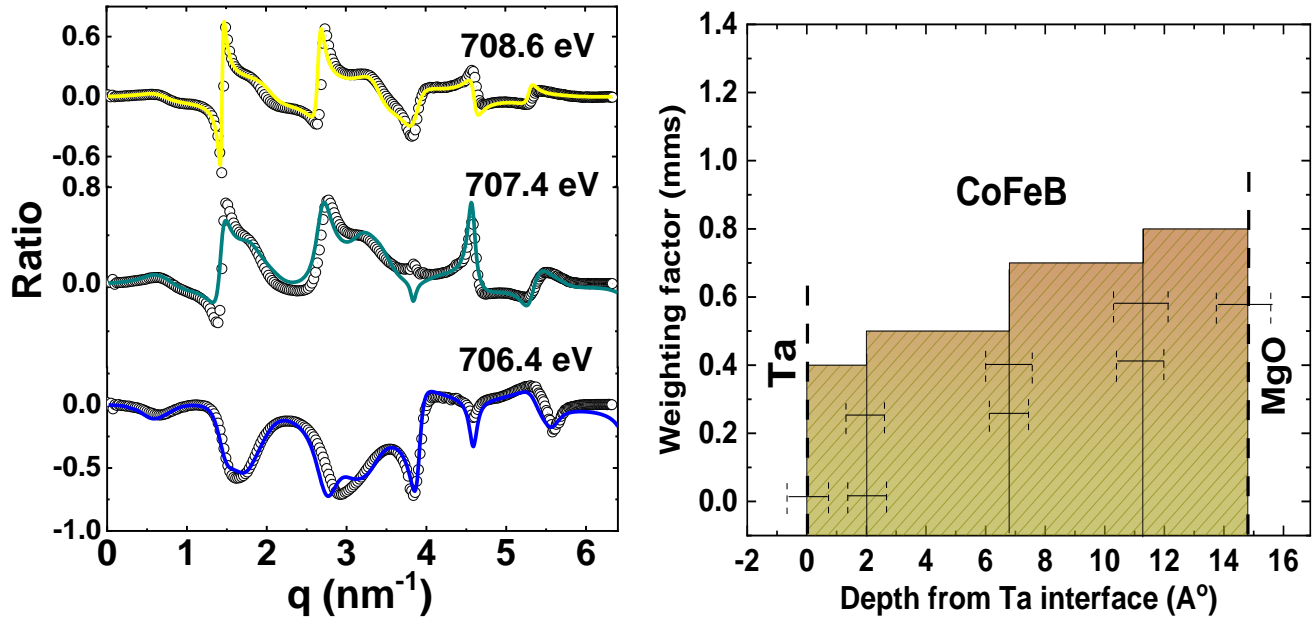 708.6 eV
0.6
0.0
-0.6
707.4 eV
0.8
0.0
706.4 eV
0.0
-0.5
-1.0
Ratio
0 1 2 3 4 5 6
q (nm-1)
1.4
1.2
1.0
0.8
0.6
0.4
0.2
0.0
Weighting factor (mms)
CoFeB
Ta
MgO
-2 0 2 4 6 8 10 12 14 16
Depth from Ta interface (Aº)